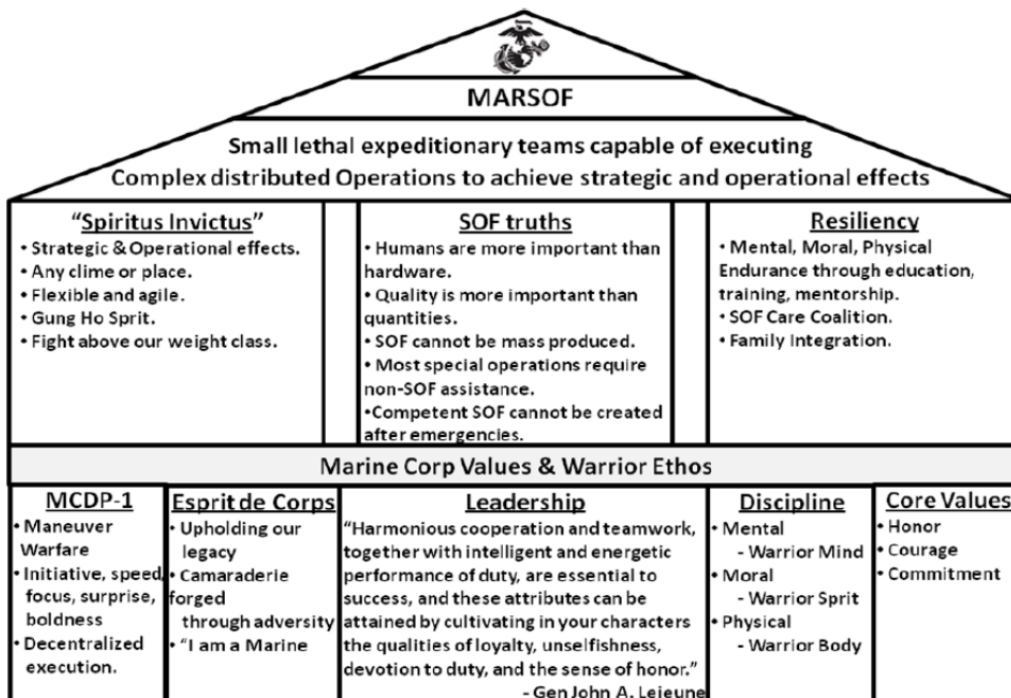 MARSOF
Small lethal expeditionary teams capable of executing
Complex distributed Operations to achieve strategic and operational effects
“Spiritus Invictus”
• Strategic & Operational effects.
• Any clime or place.
• Flexible and agile.
• Gung Ho Sprit.
• Fight above our weight class.
SOF truths
• Humans are more important than
hardware.
• Quality is more important than
quantities.
• SOF cannot be mass produced.
• Most special operations require
non-SOF assistance.
•Competent SOF cannot be created
after emergencies.
Resiliency
• Mental, Moral, Physical
Endurance through education,
training, mentorship.
• SOF Care Coalition.
• Family Integration.
Marine Corp Values & Warrior Ethos
MCDP-1
• Maneuver
Warfare
• Initiative, speed,
focus, surprise,
boldness
• Decentralized
execution.
Esprit de Corps
• Upholding our
legacy
• Camaraderie
forged
through adversity
• “I am a Marine
Leadership
“Harmonious cooperation and teamwork,
together with intelligent and energetic
performance of duty, are essential to
success, and these attributes can be
attained by cultivating in your characters
the qualities of loyalty, unselfishness,
devotion to duty, and the sense of honor.”
- Gen John A. Lejeune
Discipline
• Mental
- Warrior Mind
• Moral
- Warrior Sprit
• Physical
- Warrior Body
Core Values
• Honor
• Courage
• Commitment